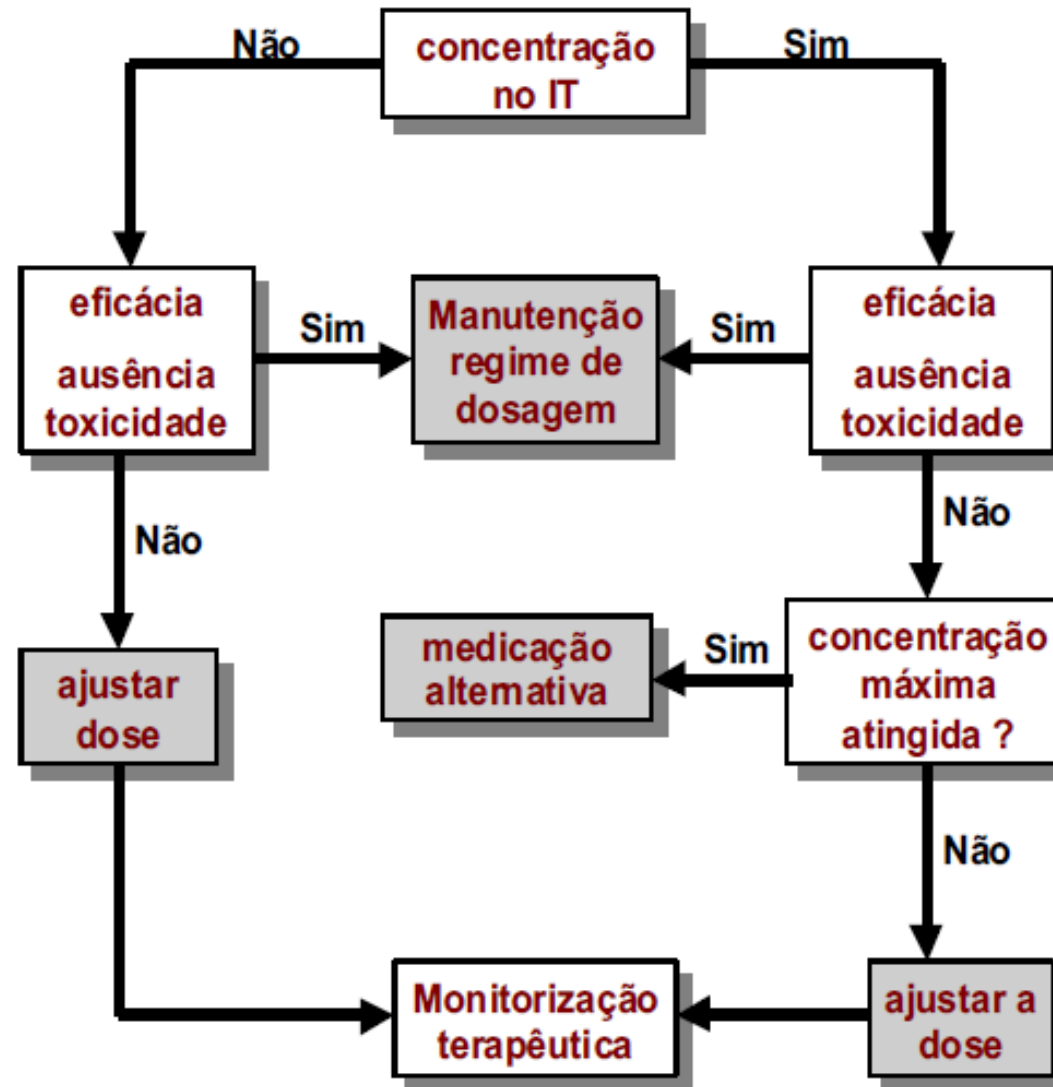 Não
concentração
no IT
Sim
eficácia
ausência
toxicidade
Sim
Manutenção
regime de
dosagem
Sim
eficácia
ausência
toxicidade
Não
Não
ajustar
dose
medicação
alternativa
Sim
concentração
máxima
atingida ?
Não
Monitorização
terapêutica
ajustar a
dose